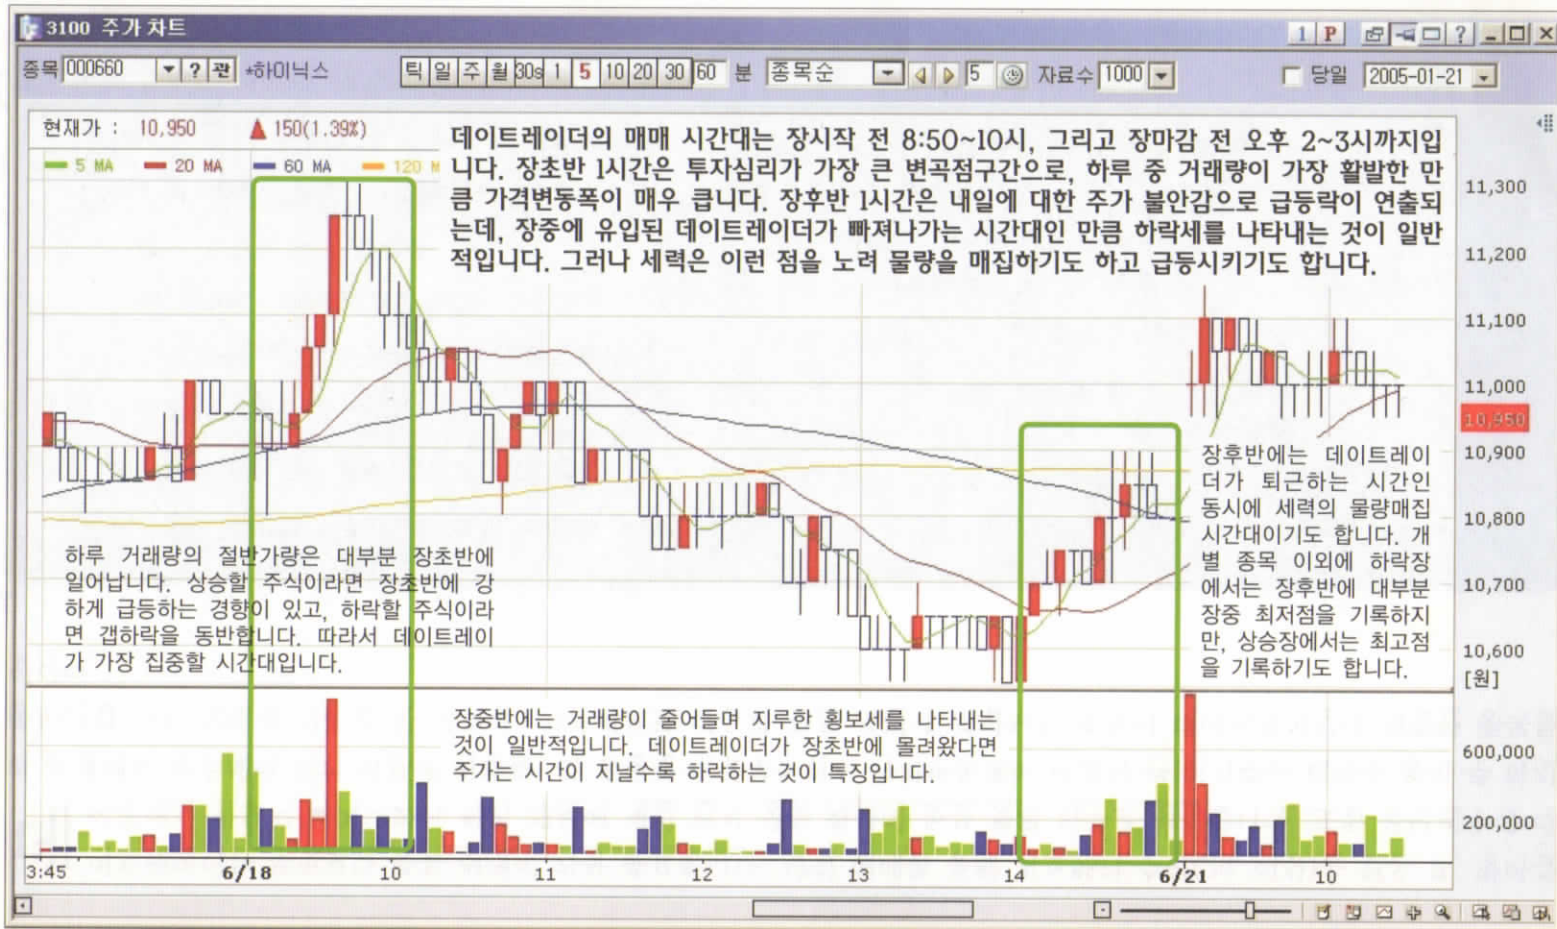 3100 주가 차트
1 P
종목 000660 ? 관 *하이닉스 틱 일 주 월 30s 1 5 10 20 30 60 분 종목순 5 자료수 1000 당일 2005-01-21
현재가 : 10,950 ▲ 150(1.39%)
5 MA 20 MA 60 MA 120 M
데이트레이더의 매매 시간대는 장시작 전 8:50~10시, 그리고 장마감 전 오후 2~3시까지입
니다. 장초반 1시간은 투자심리가 가장 큰 변곡점구간으로, 하루 중 거래량이 가장 활발한 만
큼 가격변동폭이 매우 큽니다. 장후반 1시간은 내일에 대한 주가 불안감으로 급등락이 연출되
는데, 장중에 유입된 데이트레이더가 빠져나가는 시간대인 만큼 하락세를 나타내는 것이 일반
적입니다. 그러나 세력은 이런 점을 노려 물량을 매집하기도 하고 급등시키기도 합니다.
11,300
11,200
11,100
11,000
10,950
10,900
10,800
10,700
10,600
[원]
장후반에는 데이트레이
더가 퇴근하는 시간인
동시에 세력의 물량매집
시간대이기도 합니다. 개
별 종목 이외에 하락장
에서는 장후반에 대부분
장중 최저점을 기록하지
만, 상승장에서는 최고점
을 기록하기도 합니다.
하루 거래량의 절반가량은 대부분 장초반에
일어납니다. 상승할 주식이라면 장초반에 강
하게 급등하는 경향이 있고, 하락할 주식이라
면 갭하락을 동반합니다. 따라서 데이트레이
가 가장 집중할 시간대입니다.
장중반에는 거래량이 줄어들며 지루한 횡보세를 나타내는
것이 일반적입니다. 데이트레이더가 장초반에 몰려왔다면
주가는 시간이 지날수록 하락하는 것이 특징입니다.
600,000
200,000
3:45 6/18 10 11 12 13 14 6/21 10